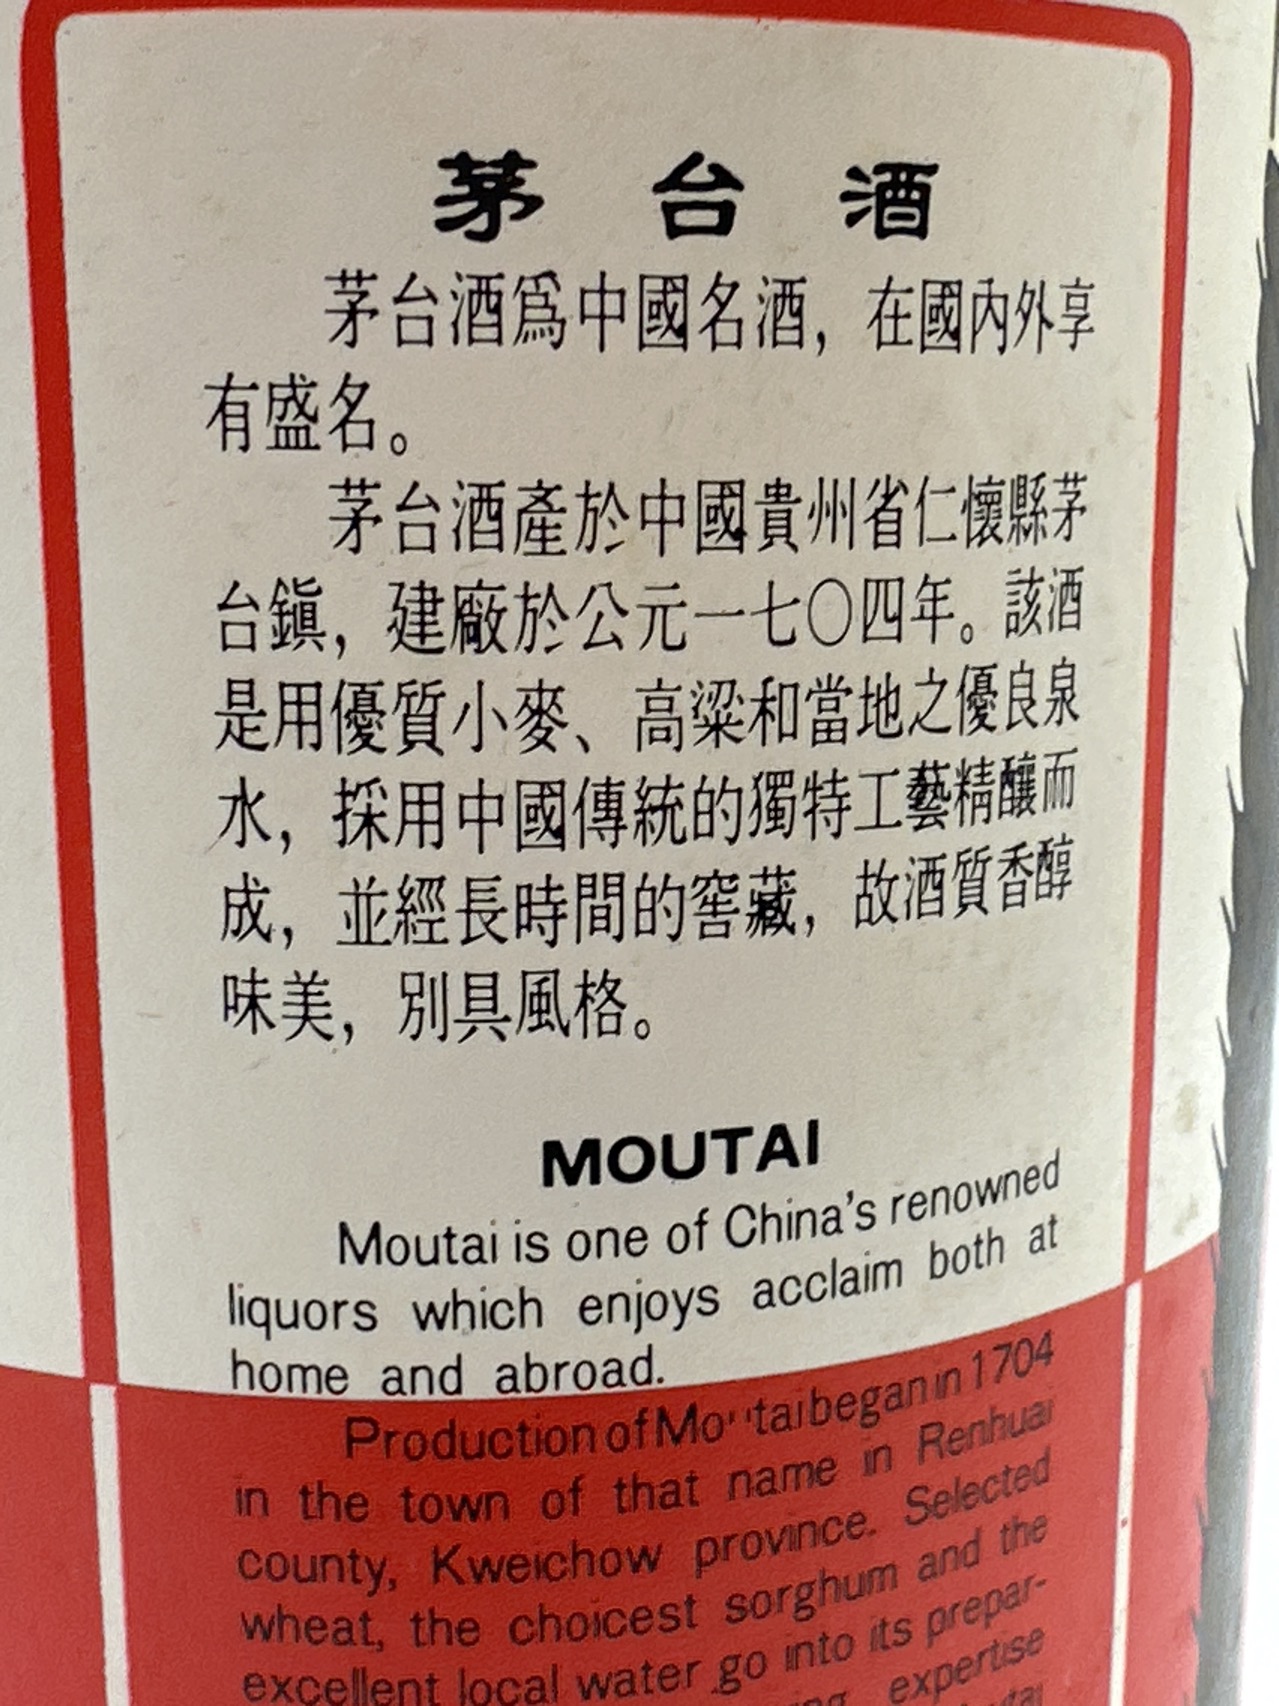 茅台酒
茅台酒爲中國名酒，在國內外享
有盛名。
茅台酒產於中國貴州省仁懷縣茅
台鎭，建廠於公元一七〇四年。該酒
是用優質小麥、高粱和當地之優良泉
水，採用中國傳統的獨特工藝精釀而
成，並經長時間的窖藏，故酒質香醇
味美，別具風格。
MOUTAI
Moutai is one of China's renowned
liquors which enjoys acclaim both at
home and abroad.
Production of Moutai began in 1704
in the town of that name in Renhuai
county, Kweichow province. Selected
wheat, the choicest sorghum and the
excellent local water go into its prepar-
expertise